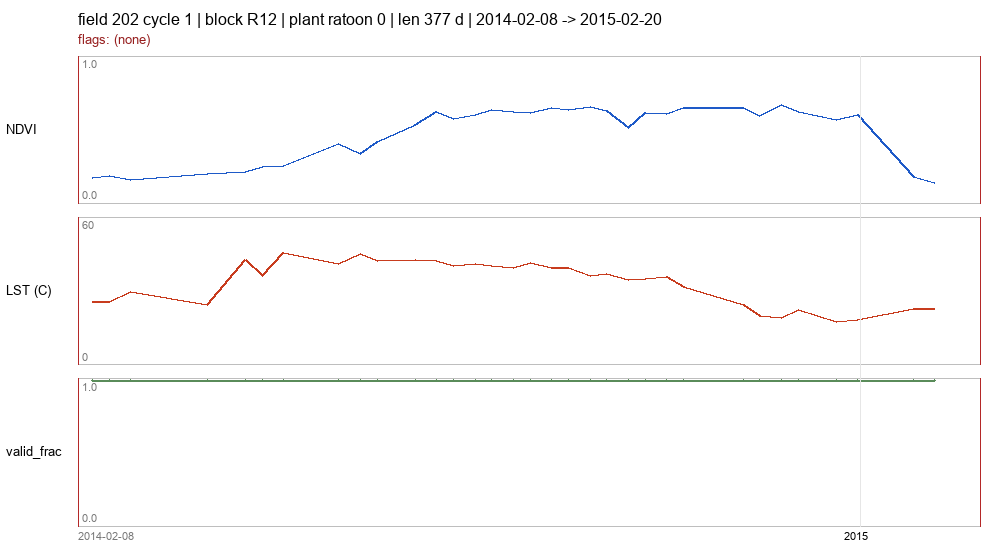 field 202 cycle 1 | block R12 | plant ratoon 0 | len 377 d | 2014-02-08 -> 2015-02-20
flags: (none)
1.0
NDVI
0.0
60
LST (C)
0
1.0
valid_frac
0.0
2014-02-08
2015